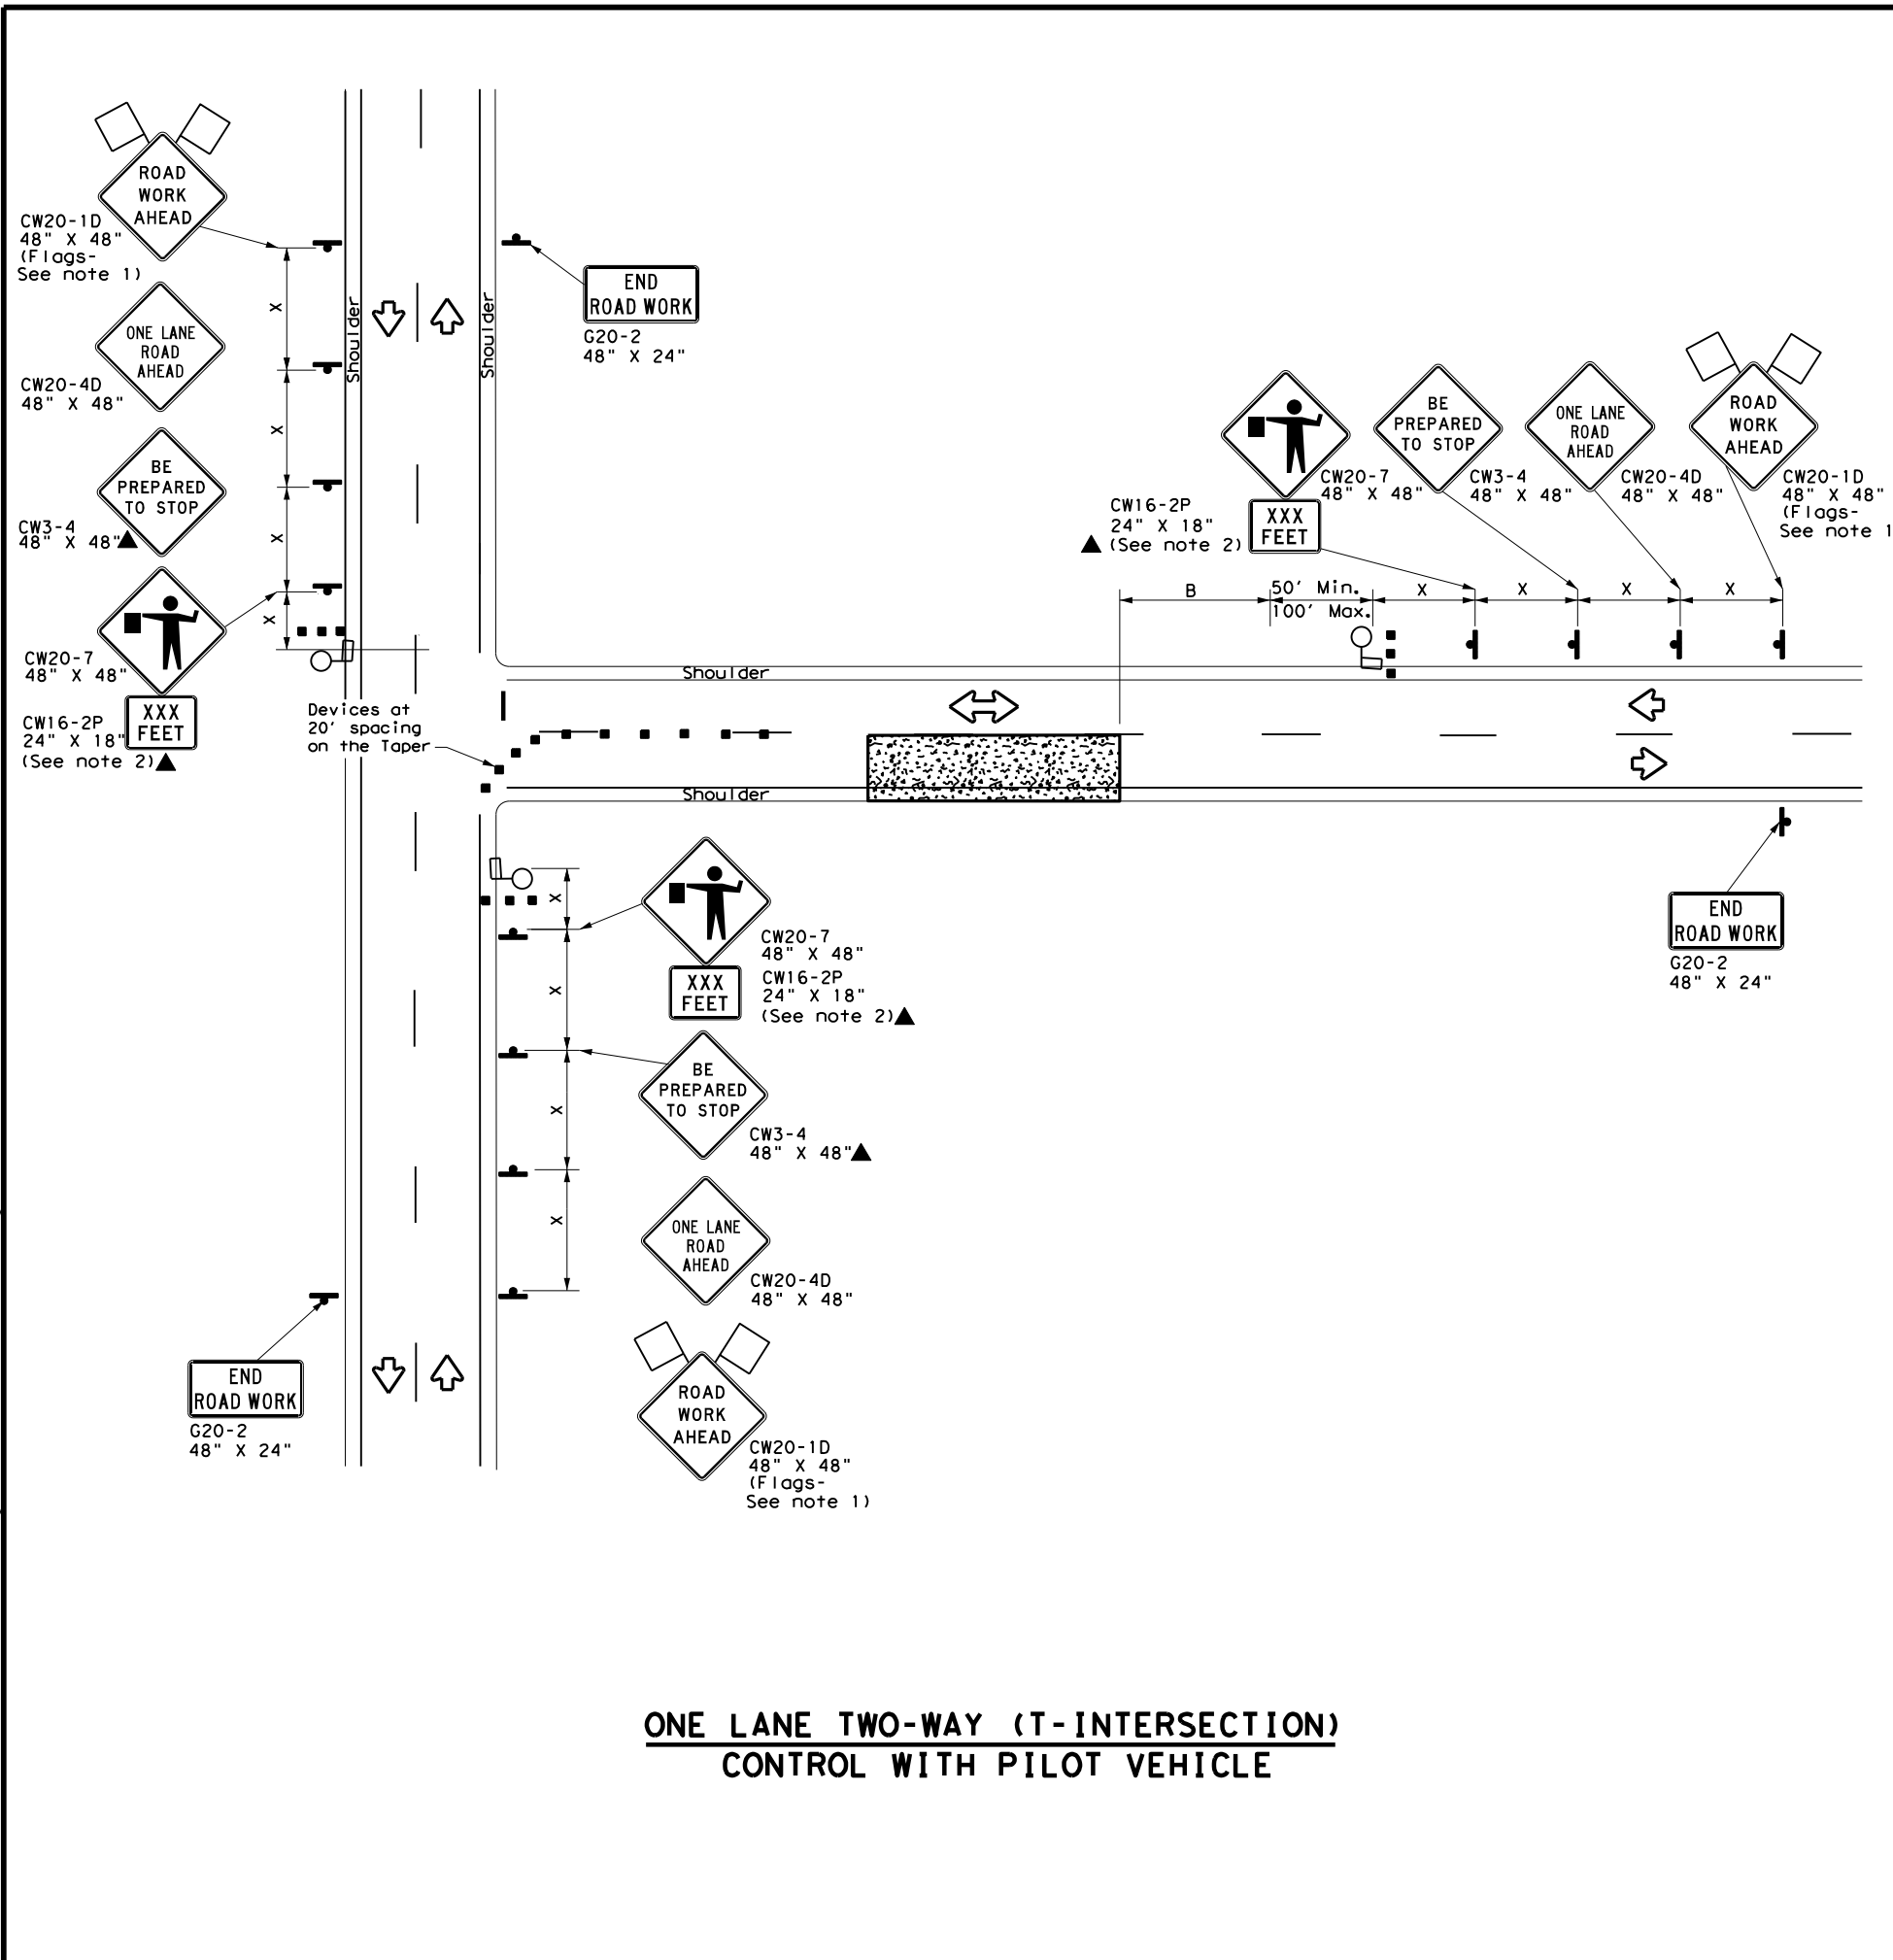 ROAD
WORK
AHEAD
CW20-1D
48" X 48"
(Flags-
See note 1)
ONE LANE
ROAD
AHEAD
CW20-4D
48" X 48"
BE
PREPARED
TO STOP
CW3-4
48" X 48"▲
CW20-7
48" X 48"
XXX
FEET
CW16-2P
24" X 18"
(See note 2)▲
X
X
X
X
Shoulder
Shoulder
END
ROAD WORK
G20-2
48" X 24"
Devices at
20' spacing
on the Taper
Shoulder
Shoulder
CW16-2P
24" X 18"
▲ (See note 2)
XXX
FEET
CW20-7
48" X 48"
BE
PREPARED
TO STOP
CW3-4
48" X 48"
ONE LANE
ROAD
AHEAD
CW20-4D
48" X 48"
ROAD
WORK
AHEAD
CW20-1D
48" X 48"
(Flags-
See note 1
B
50' Min.
100' Max.
X
X
X
X
END
ROAD WORK
G20-2
48" X 24"
X
X
X
X
CW20-7
48" X 48"
XXX
FEET
CW16-2P
24" X 18"
(See note 2)▲
BE
PREPARED
TO STOP
CW3-4
48" X 48"▲
ONE LANE
ROAD
AHEAD
CW20-4D
48" X 48"
ROAD
WORK
AHEAD
CW20-1D
48" X 48"
(Flags-
See note 1)
END
ROAD WORK
G20-2
48" X 24"
ONE LANE TWO-WAY (T-INTERSECTION)
CONTROL WITH PILOT VEHICLE